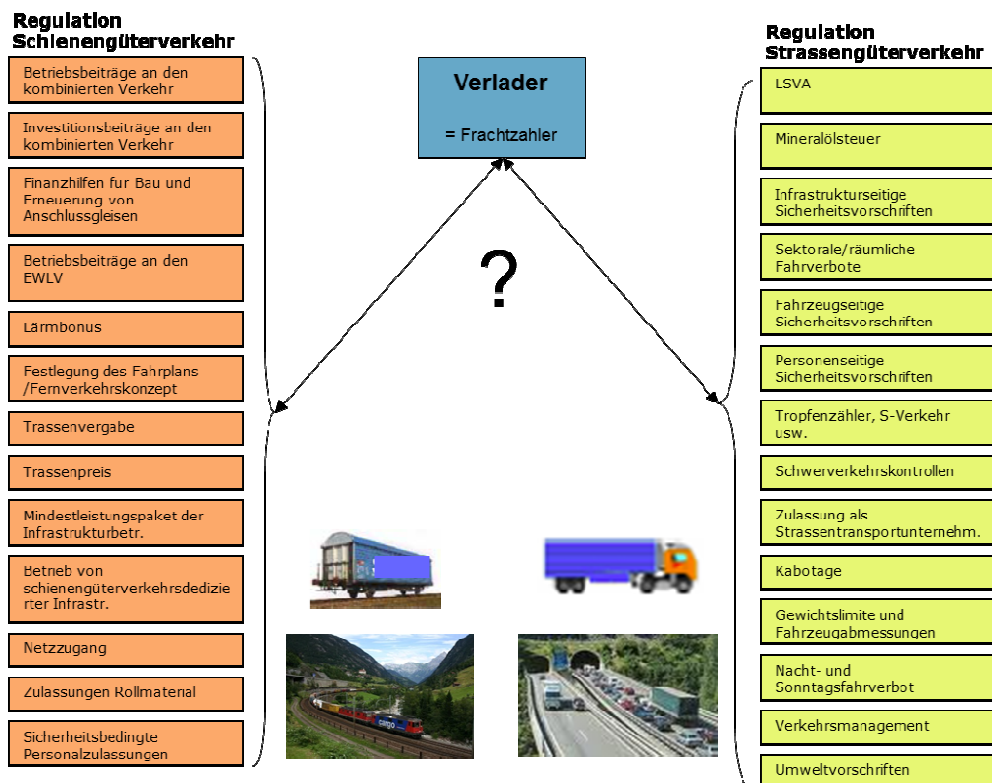 Regulation
Schienengüterverkehr
Betriebsbeiträge an den
kombinierten Verkehr
Investitionsbeiträge an den
kombinierten Verkehr
Finanzhilfen fur Bau und
Erneuerung von
Anschlussgleisen
Betriebsbeiträge an den
EWLV
Lärmbonus
Festlegung des Fahrplans
/Fernverkehrskonzept
Trassenvergabe
Trassenpreis
Mindestleistungspaket der
Infrastrukturbetr.
Betrieb von
schienengüterverkehrsdedizie
rter Infrastr.
Netzzugang
Zulassungen Rollmaterial
Sicherheitsbedingte
Personalzulassungen
Verlader
= Frachtzahler
?
cargo
Regulation
Strassengüterverkehr
LSVA
Mineralölsteuer
Infrastrukturseitige
Sicherheitsvorschriften
Sektorale/räumliche
Fahrverbote
Fahrzeugseitige
Sicherheitsvorschriften
Personenseitige
Sicherheitsvorschriften
Tropfenzähler, S-Verkehr
usw.
Schwerverkehrskontrollen
Zulassung als
Strassentransportunternehm.
Kabotage
Gewichtslimite und
Fahrzeugabmessungen
Nacht- und
Sonntagsfahrverbot
Verkehrsmanagement
Umweltvorschriften